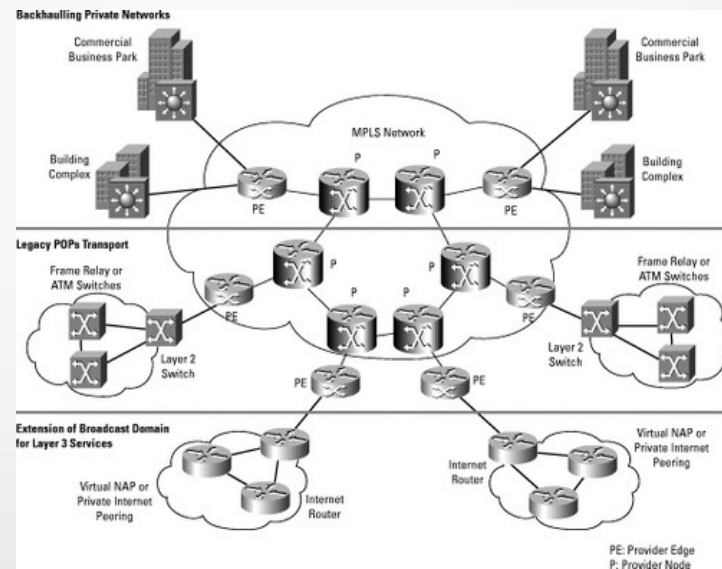 Backhaulling Private Networks
Commercial
Business Park
Commercial
Business Park
MPLS Network
P
P
Building
Complex
Building
Complex
PE
PE
Legacy POPs Transport
P
P
Frame Relay or
ATM Switches
Frame Relay or
ATM Switches
P
P
PE
PE
Layer 2
Switch
Layer 2
Switch
PE
PE
Extension of Broadcast Domain
for Layer 3 Services
Virtual NAP or
Private Internet
Peering
Internet
Router
Virtual NAP or
Private Internet
Peering
Internet
Router
PE: Provider Edge
P: Provider Node